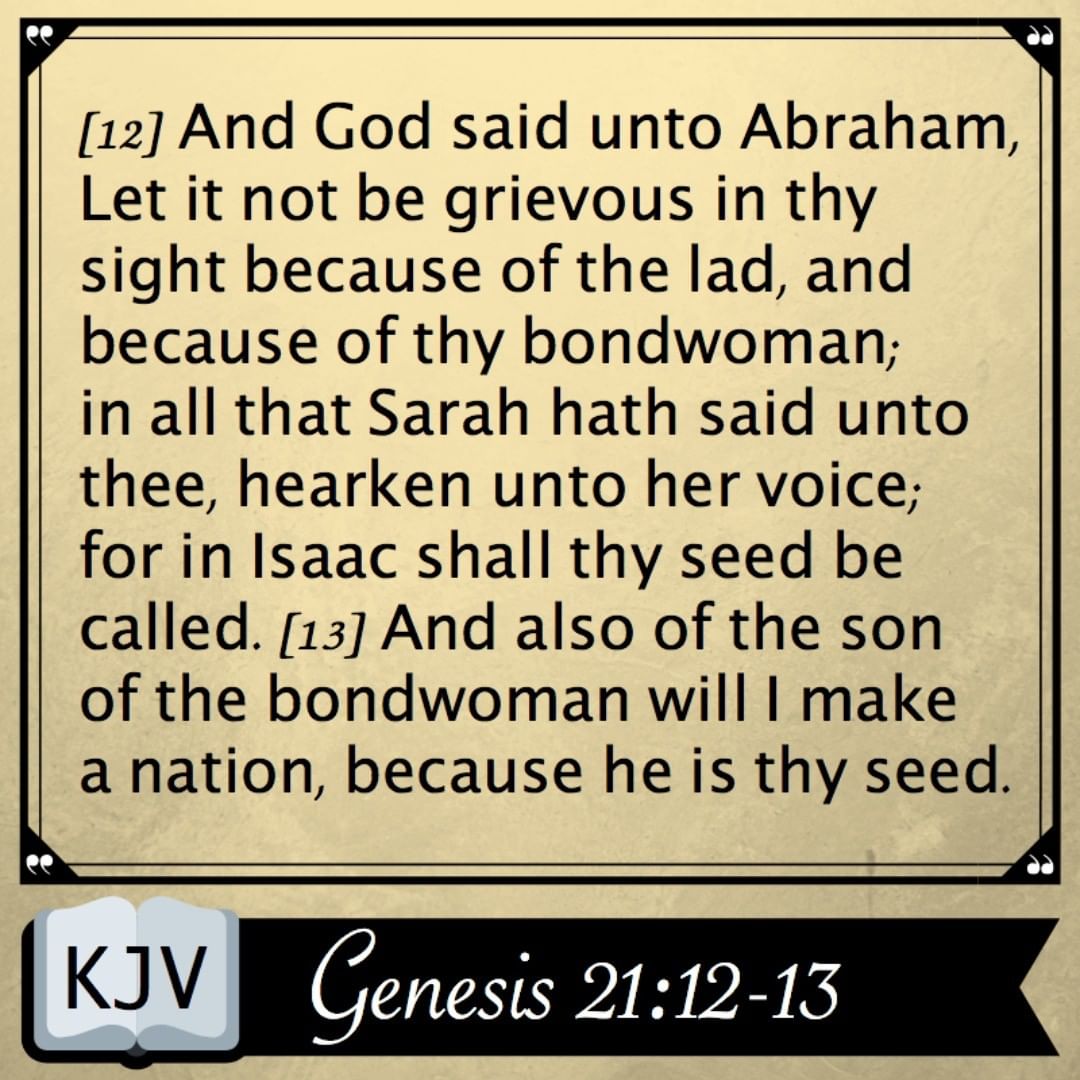 [12] And God said unto Abraham,
Let it not be grievous in thy
sight because of the lad, and
because of thy bondwoman;
in all that Sarah hath said unto
thee, hearken unto her voice;
for in Isaac shall thy seed be
called. [13] And also of the son
of the bondwoman will I make
a nation, because he is thy seed.
KJV
Genesis 21:12-13